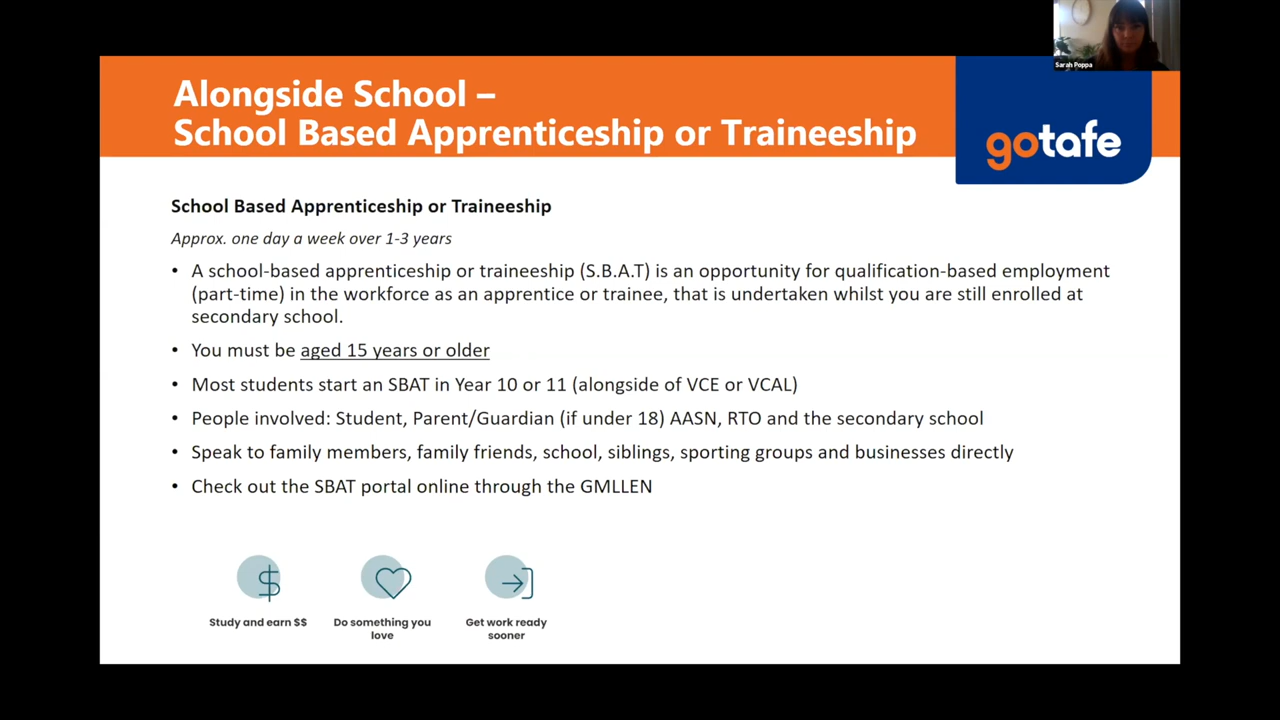 Sarah Poppa
Alongside School –
School Based Apprenticeship or Traineeship
gotafe
School Based Apprenticeship or Traineeship
Approx. one day a week over 1-3 years
• A school-based apprenticeship or traineeship (S.B.A.T) is an opportunity for qualification-based employment
(part-time) in the workforce as an apprentice or trainee, that is undertaken whilst you are still enrolled at
secondary school.
• You must be aged 15 years or older
• Most students start an SBAT in Year 10 or 11 (alongside of VCE or VCAL)
• People involved: Student, Parent/Guardian (if under 18) AASN, RTO and the secondary school
• Speak to family members, family friends, school, siblings, sporting groups and businesses directly
• Check out the SBAT portal online through the GMLLEN
Study and earn $$
Do something you
love
Get work ready
sooner